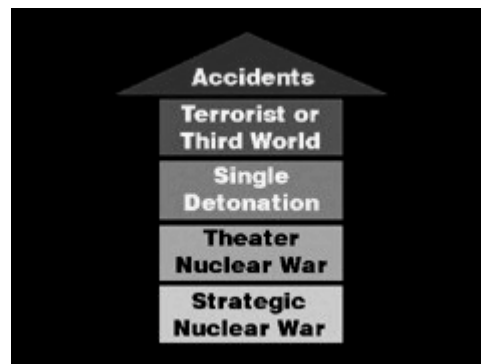 Accidents
Terrorist or
Third World
Single
Detonation
Theater
Nuclear War
Strategic
Nuclear War